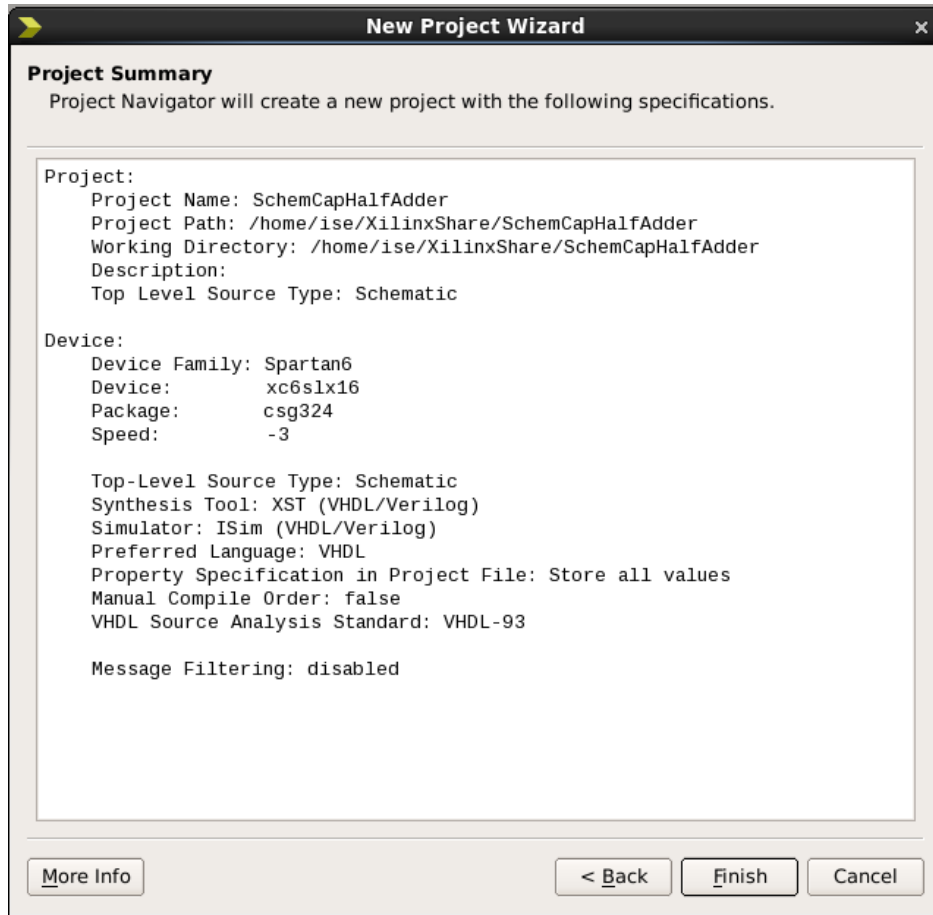 New Project Wizard
Project Summary
Project Navigator will create a new project with the following specifications.
Project:
Project Name: SchemCapHalfAdder
Project Path: /home/ise/XilinxShare/SchemCapHalfAdder
Working Directory: /home/ise/XilinxShare/SchemCapHalfAdder
Description:
Top Level Source Type: Schematic
Device:
Device Family: Spartan6
Device: xc6slx16
Package: csg324
Speed: -3
Top-Level Source Type: Schematic
Synthesis Tool: XST (VHDL/Verilog)
Simulator: ISim (VHDL/Verilog)
Preferred Language: VHDL
Property Specification in Project File: Store all values
Manual Compile Order: false
VHDL Source Analysis Standard: VHDL-93
Message Filtering: disabled
More Info < Back Finish Cancel